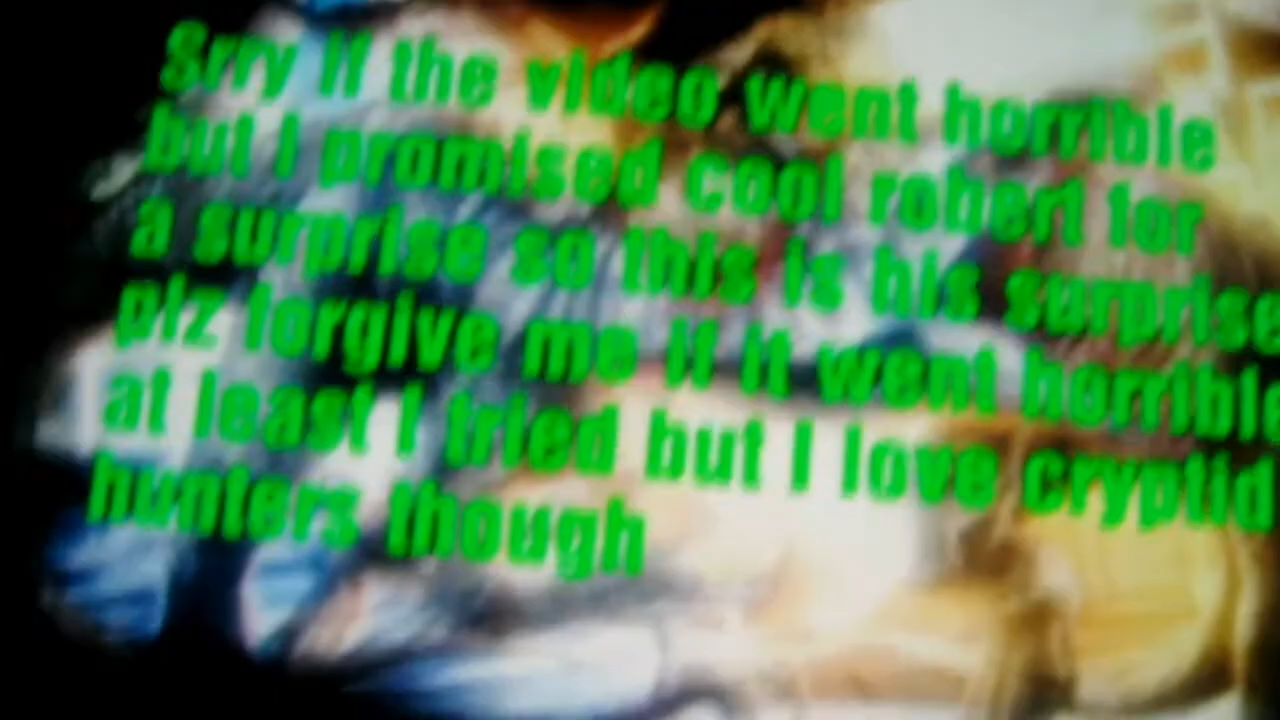 Srry if the video went horrible
but I promised cool robert for
a surprise so this is his surprise
plz forgive me if it went horrible
at least I tried but I love cryptid
hunters though